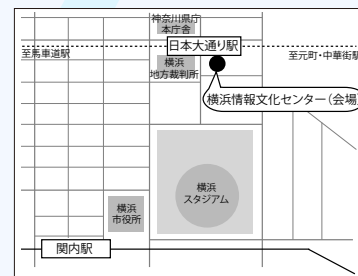 神奈川県庁
本庁舎
日本大通り駅
至馬車道駅
至元町・中華街駅
横浜
地方裁判所
横浜情報文化センター(会場)
横浜
スタジアム
横浜
市役所
関内駅